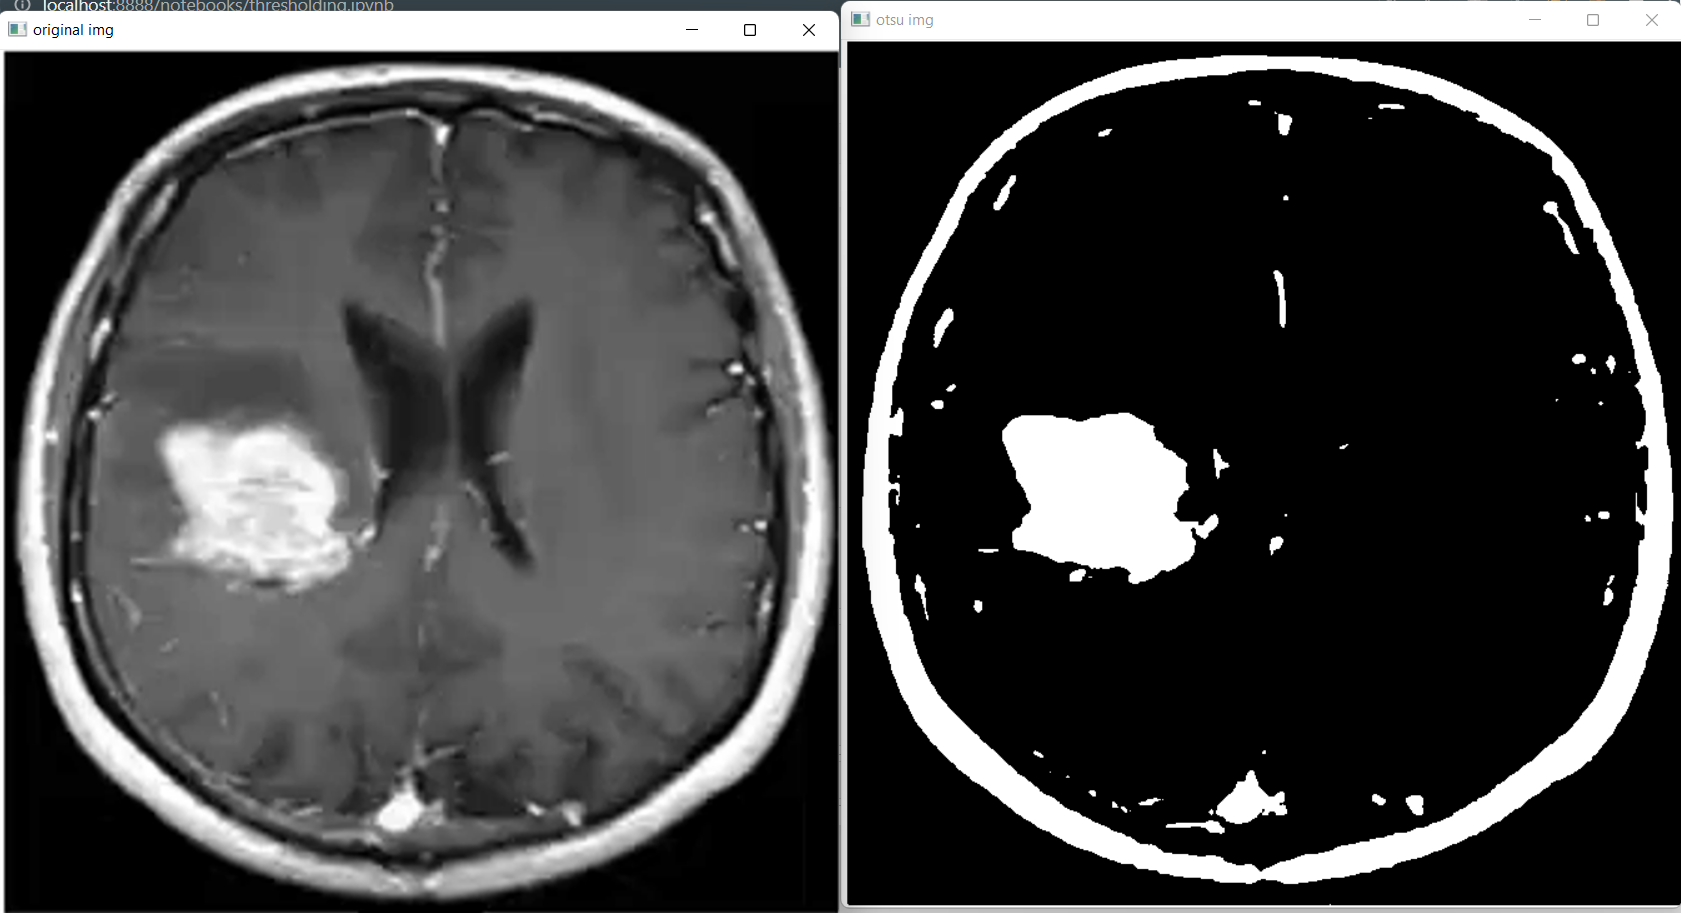 localhost:8888/notebooks/thresholding.ipynb
original img
otsu img